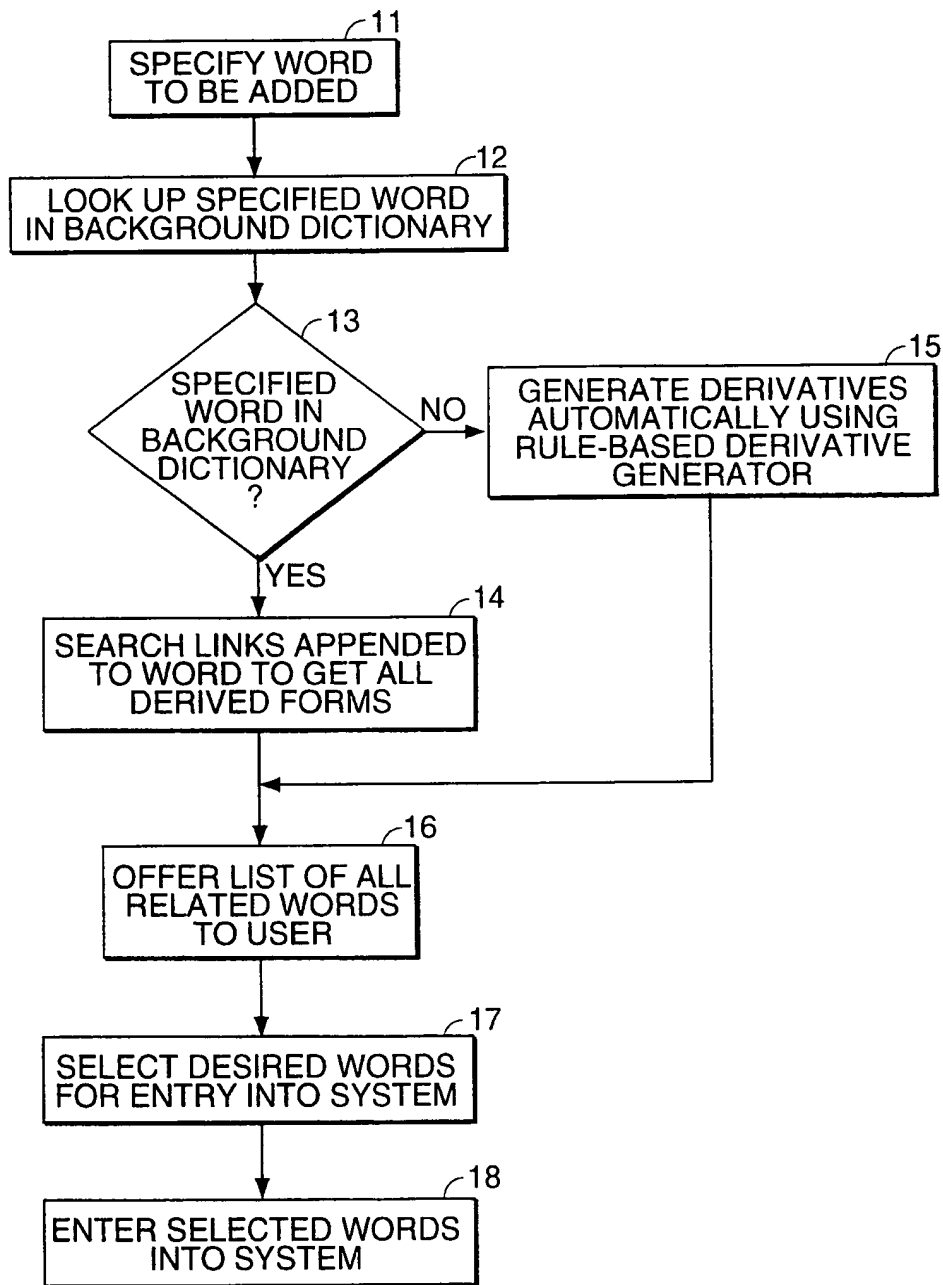 11
SPECIFY WORD
TO BE ADDED
12
LOOK UP SPECIFIED WORD
IN BACKGROUND DICTIONARY
13
SPECIFIED
WORD IN
BACKGROUND
DICTIONARY
?
NO
15
GENERATE DERIVATIVES
AUTOMATICALLY USING
RULE-BASED DERIVATIVE
GENERATOR
YES
14
SEARCH LINKS APPENDED
TO WORD TO GET ALL
DERIVED FORMS
16
OFFER LIST OF ALL
RELATED WORDS
TO USER
17
SELECT DESIRED WORDS
FOR ENTRY INTO SYSTEM
18
ENTER SELECTED WORDS
INTO SYSTEM